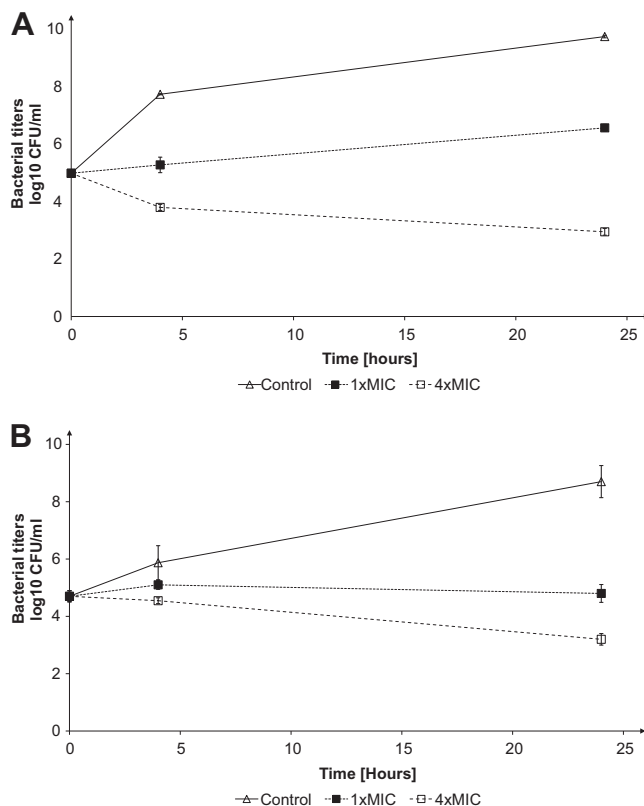 A
10
8
6
4
2
0
Bacterial titers
log10 CFU/ml
0 5 10 15 20 25
Time [hours]
Control 1xMIC 4xMIC
B
10
8
6
4
2
0
Bacterial titers
log10 CFU/ml
0 5 10 15 20 25
Time [Hours]
Control 1xMIC 4xMIC